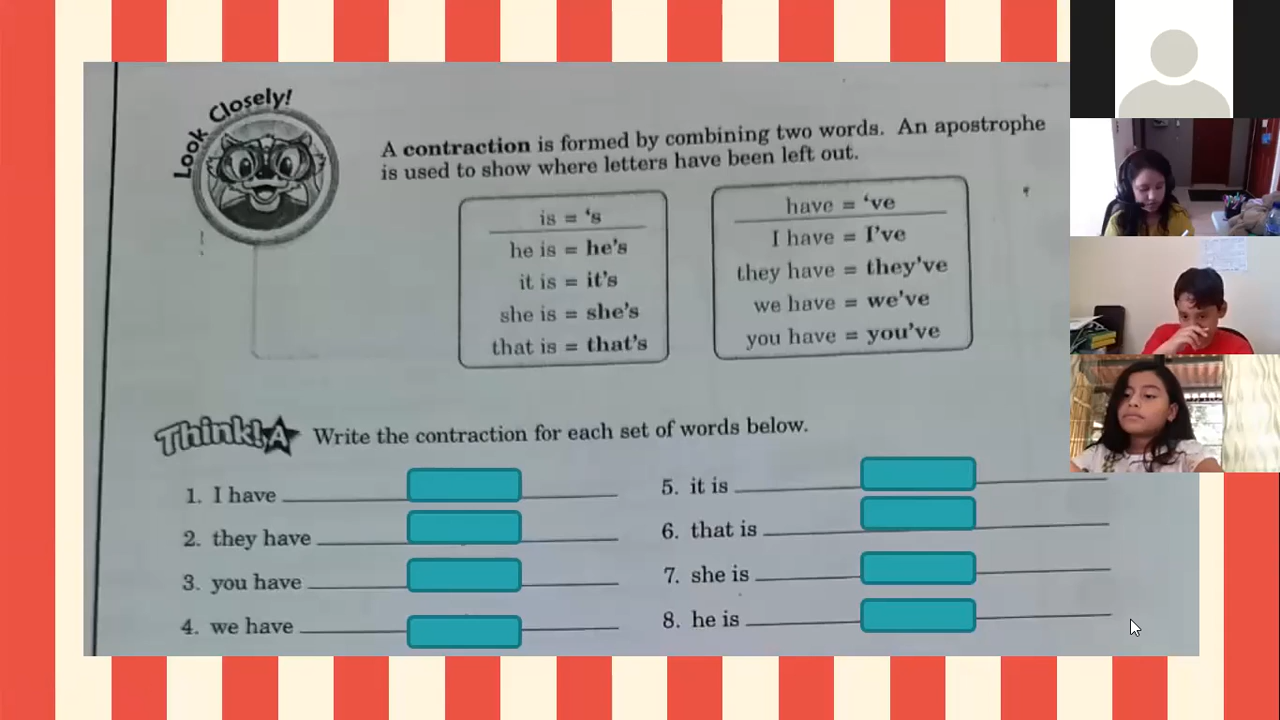 Look Closely!
A contraction is formed by combining two words. An apostrophe
is used to show where letters have been left out.
is = 's
he is = he's
it is = it's
she is = she's
that is = that's
have = 've
I have = I've
they have = they've
we have = we've
you have = you've
Think! A Write the contraction for each set of words below.
1. I have
2. they have
3. you have
4. we have
5. it is
6. that is
7. she is
8. he is